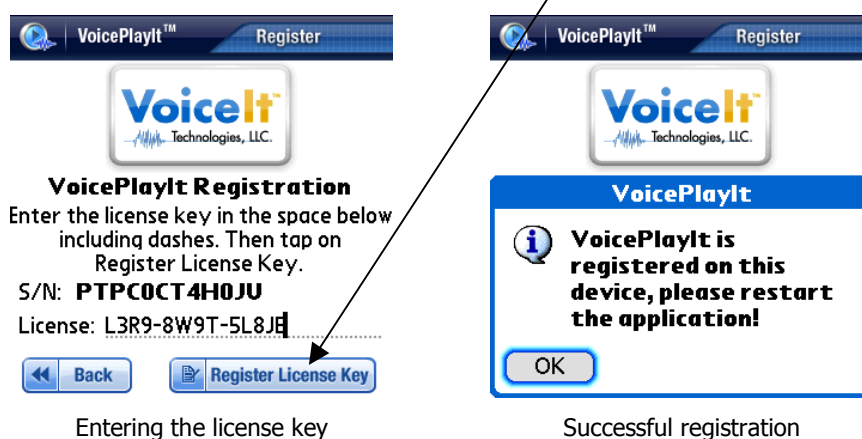 VoicePlayIt™ Register
VoiceIt™
Technologies, LLC.
VoicePlayIt Registration
Enter the license key in the space below
including dashes. Then tap on
Register License Key.
S/N: PTPC0CT4H0JU
License: L3R9-8W9T-5L8JE
Back Register License Key
Entering the license key
VoicePlayIt™ Register
VoiceIt™
Technologies, LLC.
VoicePlayIt
VoicePlayIt is
registered on this
device, please restart
the application!
OK
Successful registration